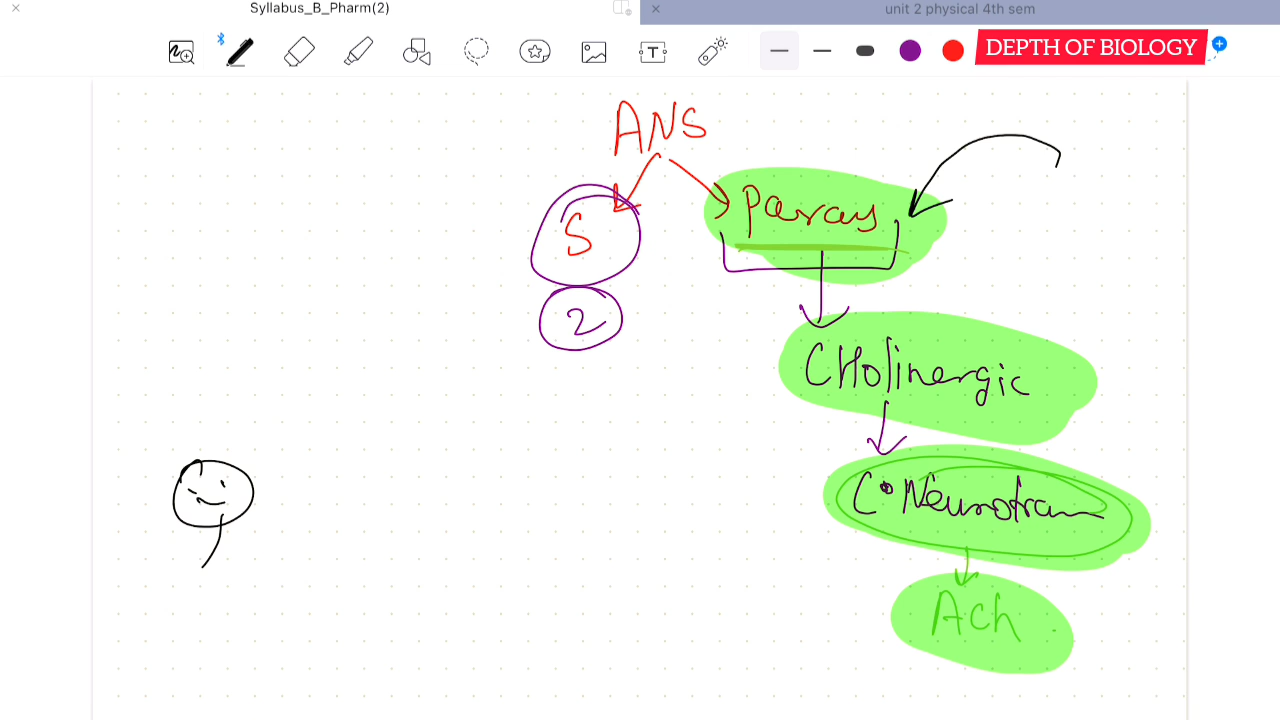 Syllabus_B_Pharm(2)
unit 2 physical 4th sem
T
DEPTH OF BIOLOGY
ANS
S
Paras
2
CHolinergic
C•Neurotran
Ach